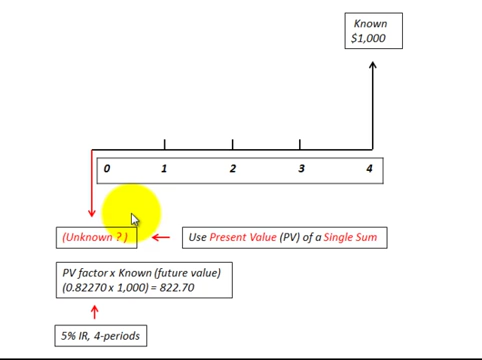 Known
$1,000
0 1 2 3 4
(Unknown ? )
Use Present Value (PV) of a Single Sum
PV factor x Known (future value)
(0.82270 x 1,000) = 822.70
5% IR, 4-periods